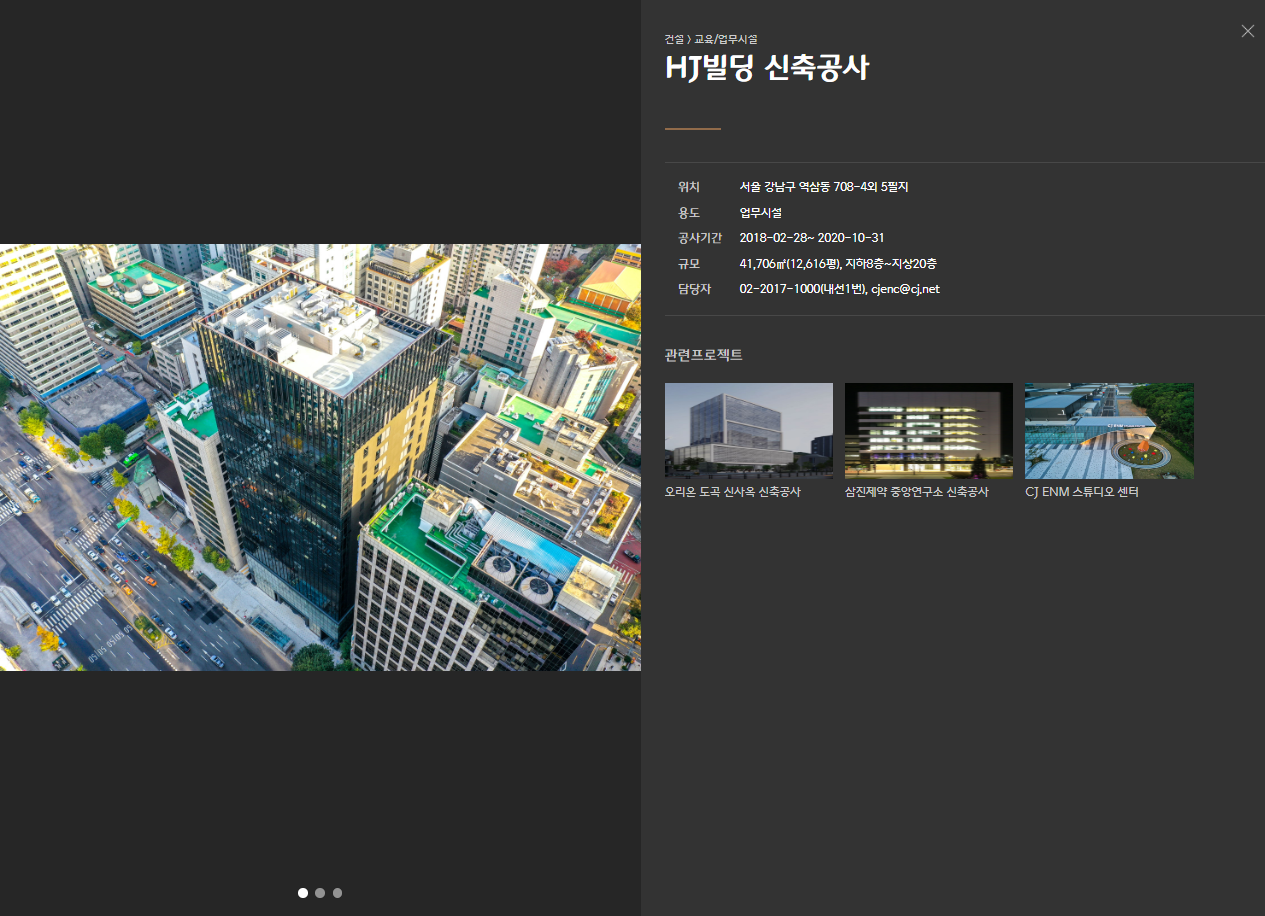 건설 > 교육/업무시설
HJ빌딩 신축공사
위치 서울 강남구 역삼동 708-4외 5필지
용도 업무시설
공사기간 2018-02-28~ 2020-10-31
규모 41,706㎡(12,616평), 지하8층~지상20층
담당자 02-2017-1000(내선1번), cjenc@cj.net
관련프로젝트
오리온 도곡 신사옥 신축공사
삼진제약 중앙연구소 신축공사
CJ ENM 스튜디오 센터